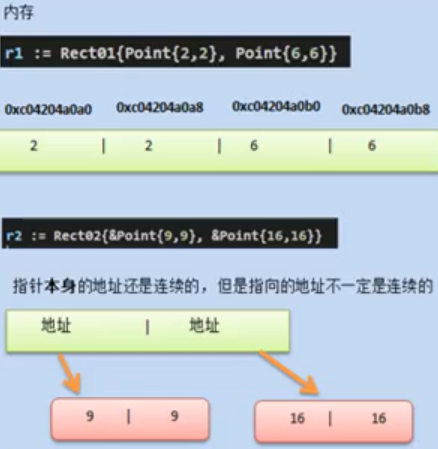 内存
r1 := Rect01{Point{2,2}, Point{6,6}}
0xc04204a0a0 0xc04204a0a8 0xc04204a0b0 0xc04204a0b8
2 | 2 | 6 | 6
r2 := Rect02{&Point{9,9}, &Point{16,16}}
指针本身的地址还是连续的，但是指向的地址不一定是连续的
地址 | 地址
9 | 9 16 | 16